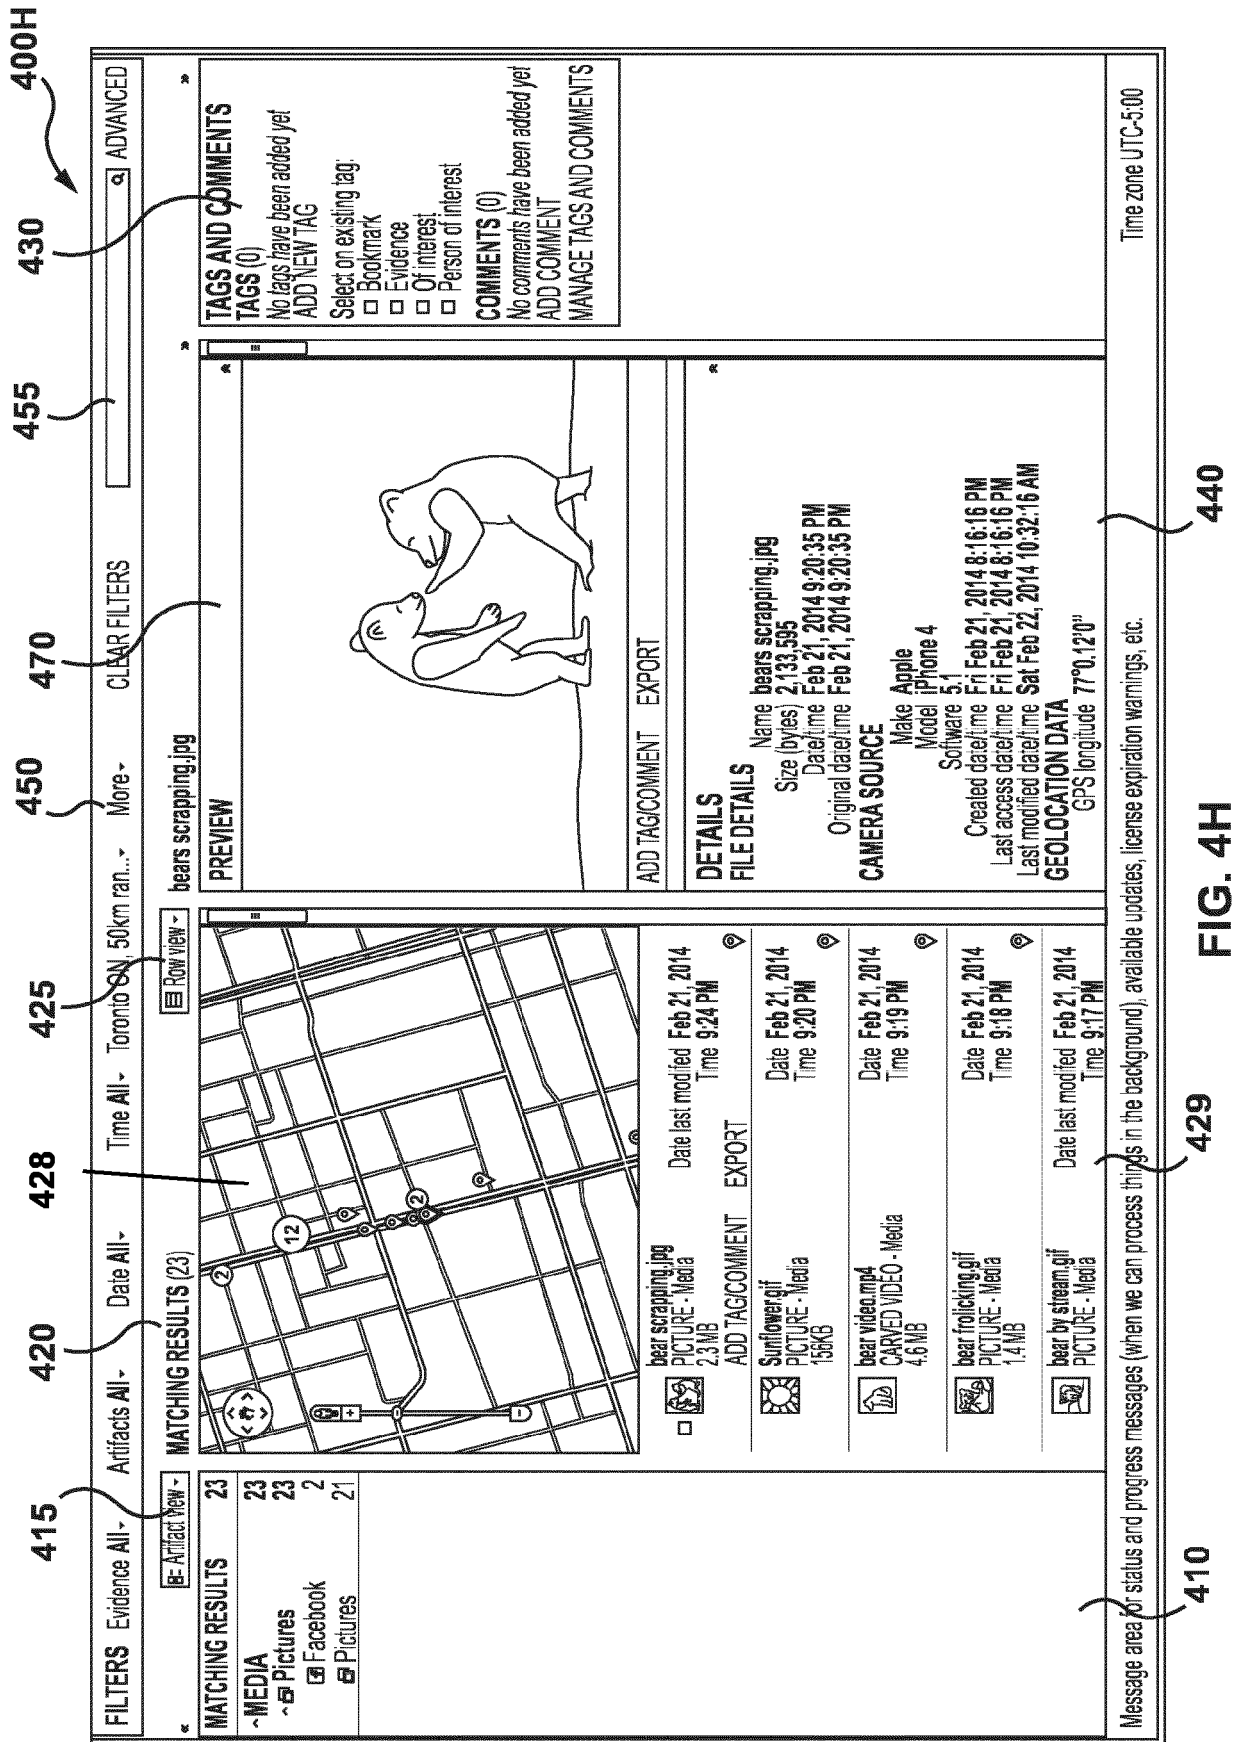 400H
430
455
470
450
425
428
420
415
FILTERS Evidence All Artifacts All Date All Time All Toronto ON, 50km ran... More CLEAR FILTERS ADVANCED
« Artifact view
MATCHING RESULTS 23
^MEDIA 23
^ Pictures 23
Facebook 2
Pictures 21
MATCHING RESULTS (23) Row view
2
12
2
bear scrapping.jpg
PICTURE - Media
2.3 MB
Date last modifed Feb 21, 2014
Time 9:24 PM
ADD TAG/COMMENT EXPORT
Sunflower.gif
PICTURE - Media
156KB
Date Feb 21, 2014
Time 9:20 PM
bear video.mp4
CARVED VIDEO - Media
4.6 MB
Date Feb 21, 2014
Time 9:19 PM
bear frolicking.gif
PICTURE - Media
1.4 MB
Date Feb 21, 2014
Time 9:18 PM
bear by stream.gif
PICTURE - Media
Date last modifed Feb 21, 2014
Time 9:17 PM
bears scrapping.jpg »
PREVIEW
ADD TAG/COMMENT EXPORT
DETAILS
FILE DETAILS
Name bears scrapping.jpg
Size (bytes) 2,133,595
Date/time Feb 21, 2014 9:20:35 PM
Original date/time Feb 21, 2014 9:20:35 PM
CAMERA SOURCE
Make Apple
Model iPhone 4
Software 5.1
Created date/time Fri Feb 21, 2014 8:16:16 PM
Last access date/time Fri Feb 21, 2014 8:16:16 PM
Last modified date/time Sat Feb 22, 2014 10:32:16 AM
GEOLOCATION DATA
GPS longitude 77°0.12'0"
»
TAGS AND COMMENTS
TAGS (0)
No tags have been added yet
ADD NEW TAG
Select on existing tag:
Bookmark
Evidence
Of interest
Person of interest
COMMENTS (0)
No comments have been added yet
ADD COMMENT
MANAGE TAGS AND COMMENTS
Message area for status and progress messages (when we can process things in the background), available updates, license expiration warnings, etc. Time zone UTC-5:00
410
429
440
FIG. 4H